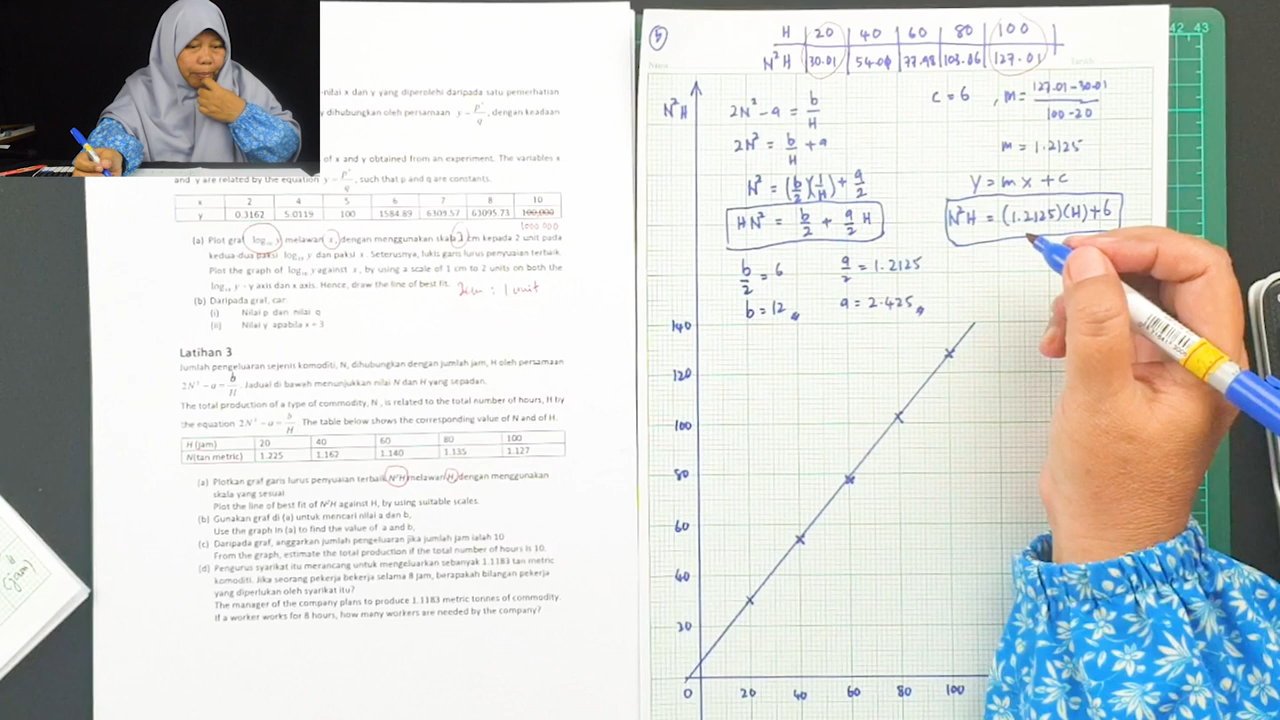 nilai x dan y yang diperolehi daripada satu pemerhatian
y dihubungkan oleh persamaan y = p^x/q, dengan keadaan
of x and y obtained from an experiment. The variables x
and y are related by the equation y = p^x/q, such that p and q are constants.
x 2 4 5 6 7 8 10
y 0.3162 5.0119 100 1584.89 6309.57 63095.73 100,000
1000 000
(a) Plot graf log₁₀ y melawan x, dengan menggunakan skala 1 cm kepada 2 unit pada
kedua-dua paksi log₁₀ y dan paksi x. Seterusnya, lukis garis lurus penyuaian terbaik.
Plot the graph of log₁₀ y against x, by using a scale of 1 cm to 2 units on both the
log₁₀ y - y axis dan x axis. Hence, draw the line of best fit.
2cm : 1 unit
(b) Daripada graf, cari
(i) Nilai p dan nilai q
(ii) Nilai y apabila x = 3
Latihan 3
Jumlah pengeluaran sejenis komoditi, N, dihubungkan dengan jumlah jam, H oleh persamaan
2N² - a = b/H. Jadual di bawah menunjukkan nilai N dan H yang sepadan.
The total production of a type of commodity, N , is related to the total number of hours, H by
the equation 2N² - a = b/H. The table below shows the corresponding value of N and of H.
H (jam) 20 40 60 80 100
N(tan metric) 1.225 1.162 1.140 1.135 1.127
(a) Plotkan graf garis lurus penyuaian terbaik N²H melawan H, dengan menggunakan
skala yang sesuai
Plot the line of best fit of N²H against H, by using suitable scales.
(b) Gunakan graf di (a) untuk mencari nilai a dan b,
Use the graph in (a) to find the value of a and b,
(c) Daripada graf, anggarkan jumlah pengeluaran jika jumlah jam ialah 10
From the graph, estimate the total production if the total number of hours is 10,
(d) Pengurus syarikat itu merancang untuk mengeluarkan sebanyak 1.1183 tan metric
komoditi. Jika seorang pekerja bekerja selama 8 jam, berapakah bilangan pekerja
yang diperlukan oleh syarikat itu?
The manager of the company plans to produce 1.1183 metric tonnes of commodity.
If a worker works for 8 hours, how many workers are needed by the company?
(jam)
H 20 40 60 80 100
N²H 30.01 54.01 77.98 103.06 127.01
N²H
2N² - a = b/H
2N² = b/H + a
N² = (b/2)(1/H) + a/2
HN² = b/2 + a/2 H
b/2 = 6 a/2 = 1.2125
b = 12 a = 2.425
c = 6 , m = 127.01 - 30.01 / 100 - 20
m = 1.2125
y = mx + c
N²H = (1.2125)(H) + 6
140
120
100
80
60
40
20
0 20 40 60 80 100
42 43